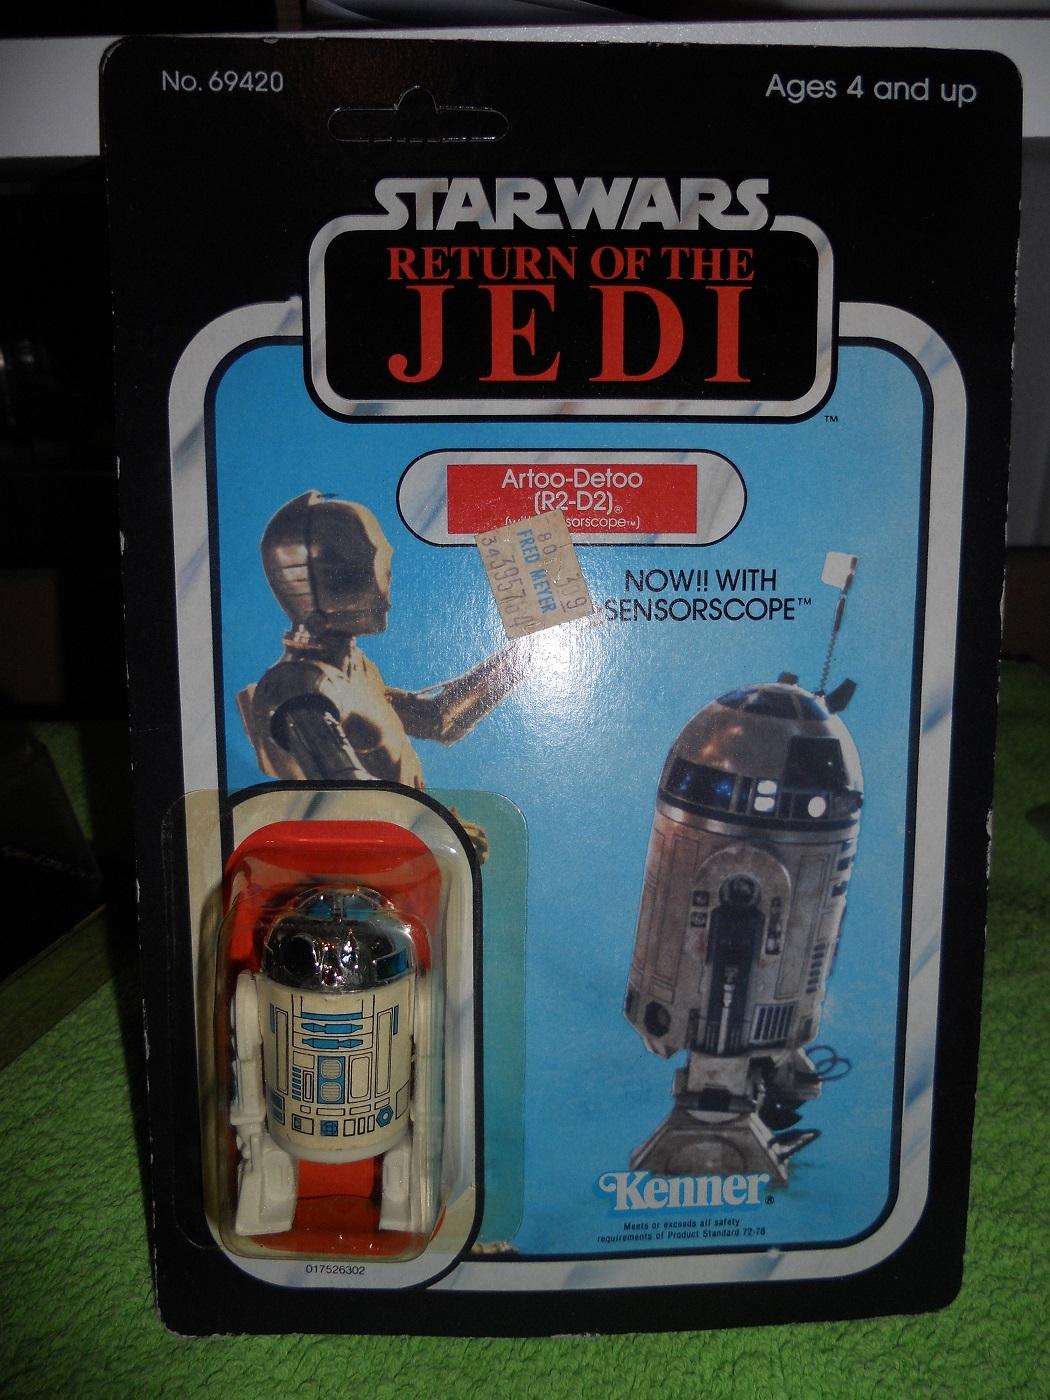 No. 69420
Ages 4 and up
STAR WARS
RETURN OF THE
JEDI
TM
Artoo-Detoo
(R2-D2)®
sorscope™)
FRED MEYER
NOW!! WITH
SENSORSCOPE™
Kenner®
Meets or exceeds all safety
requirements of Product Standard 72-76
017526302